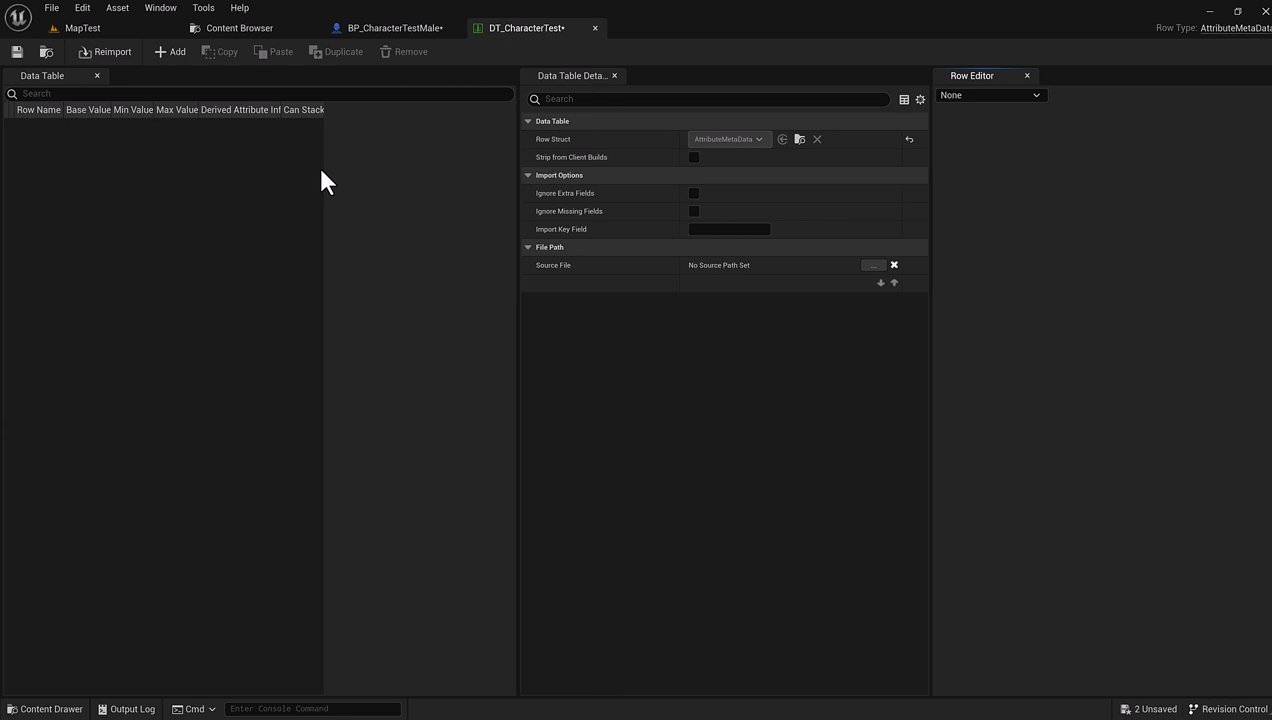 File Edit Asset Window Tools Help
MapTest Content Browser BP_CharacterTestMale* DT_CharacterTest* Row Type: AttributeMetaData
Reimport Add Copy Paste Duplicate Remove
Data Table Data Table Deta... Row Editor
Search
Search
None
Row Name Base Value Min Value Max Value Derived Attribute Inf Can Stack
Data Table
Row Struct AttributeMetaData
Strip from Client Builds
Import Options
Ignore Extra Fields
Ignore Missing Fields
Import Key Field
File Path
Source File No Source Path Set ...
Content Drawer Output Log Cmd Enter Console Command 2 Unsaved Revision Control